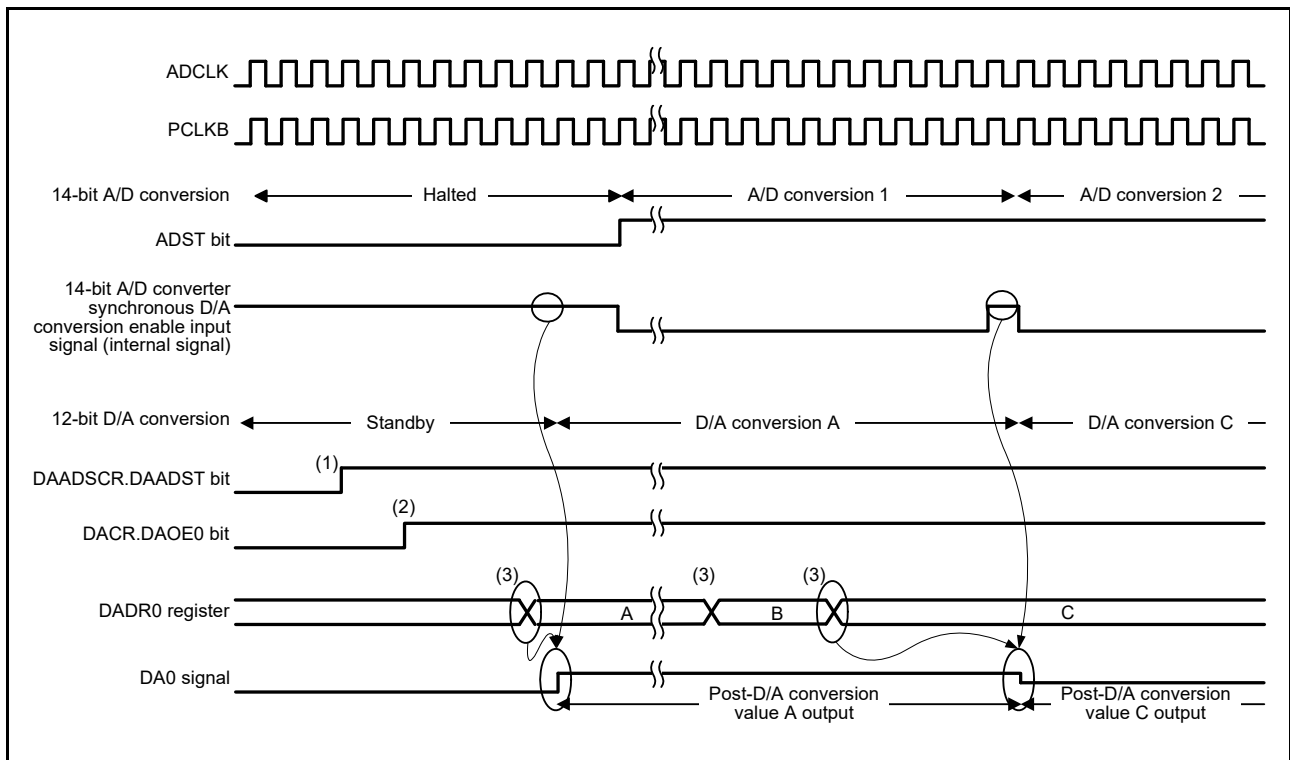 ADCLK
PCLKB
14-bit A/D conversion
Halted
A/D conversion 1
A/D conversion 2
ADST bit
14-bit A/D converter
synchronous D/A
conversion enable input
signal (internal signal)
12-bit D/A conversion
Standby
D/A conversion A
D/A conversion C
(1)
DAADSCR.DAADST bit
(2)
DACR.DAOE0 bit
(3)
(3)
(3)
DADR0 register
A
B
C
DA0 signal
Post-D/A conversion
value A output
Post-D/A conversion
value C output